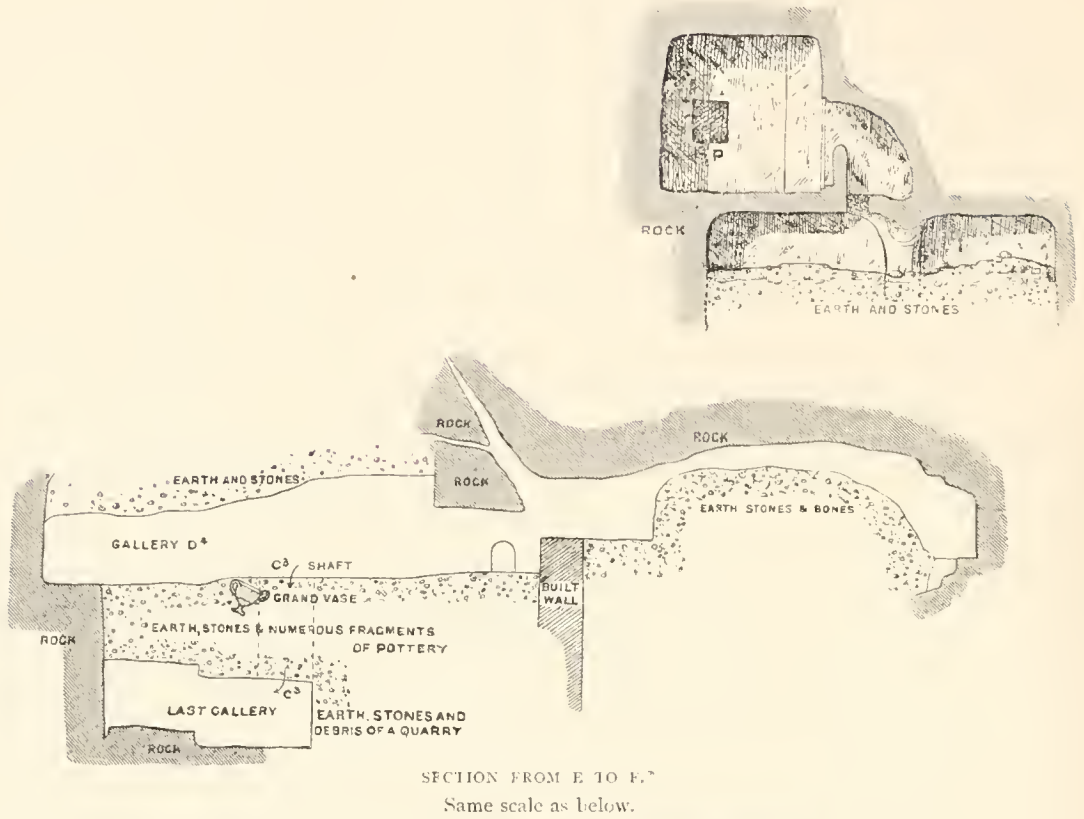 P
ROCK
EARTH AND STONES
ROCK
ROCK
ROCK
EARTH AND STONES
EARTH STONES & BONES
GALLERY D⁴
C³ SHAFT
GRAND VASE
BUILT
WALL
ROCK
EARTH, STONES & NUMEROUS FRAGMENTS
OF POTTERY
C³
LAST GALLERY
EARTH, STONES AND
DEBRIS OF A QUARRY
ROCK
SECTION FROM E TO F.
Same scale as below.